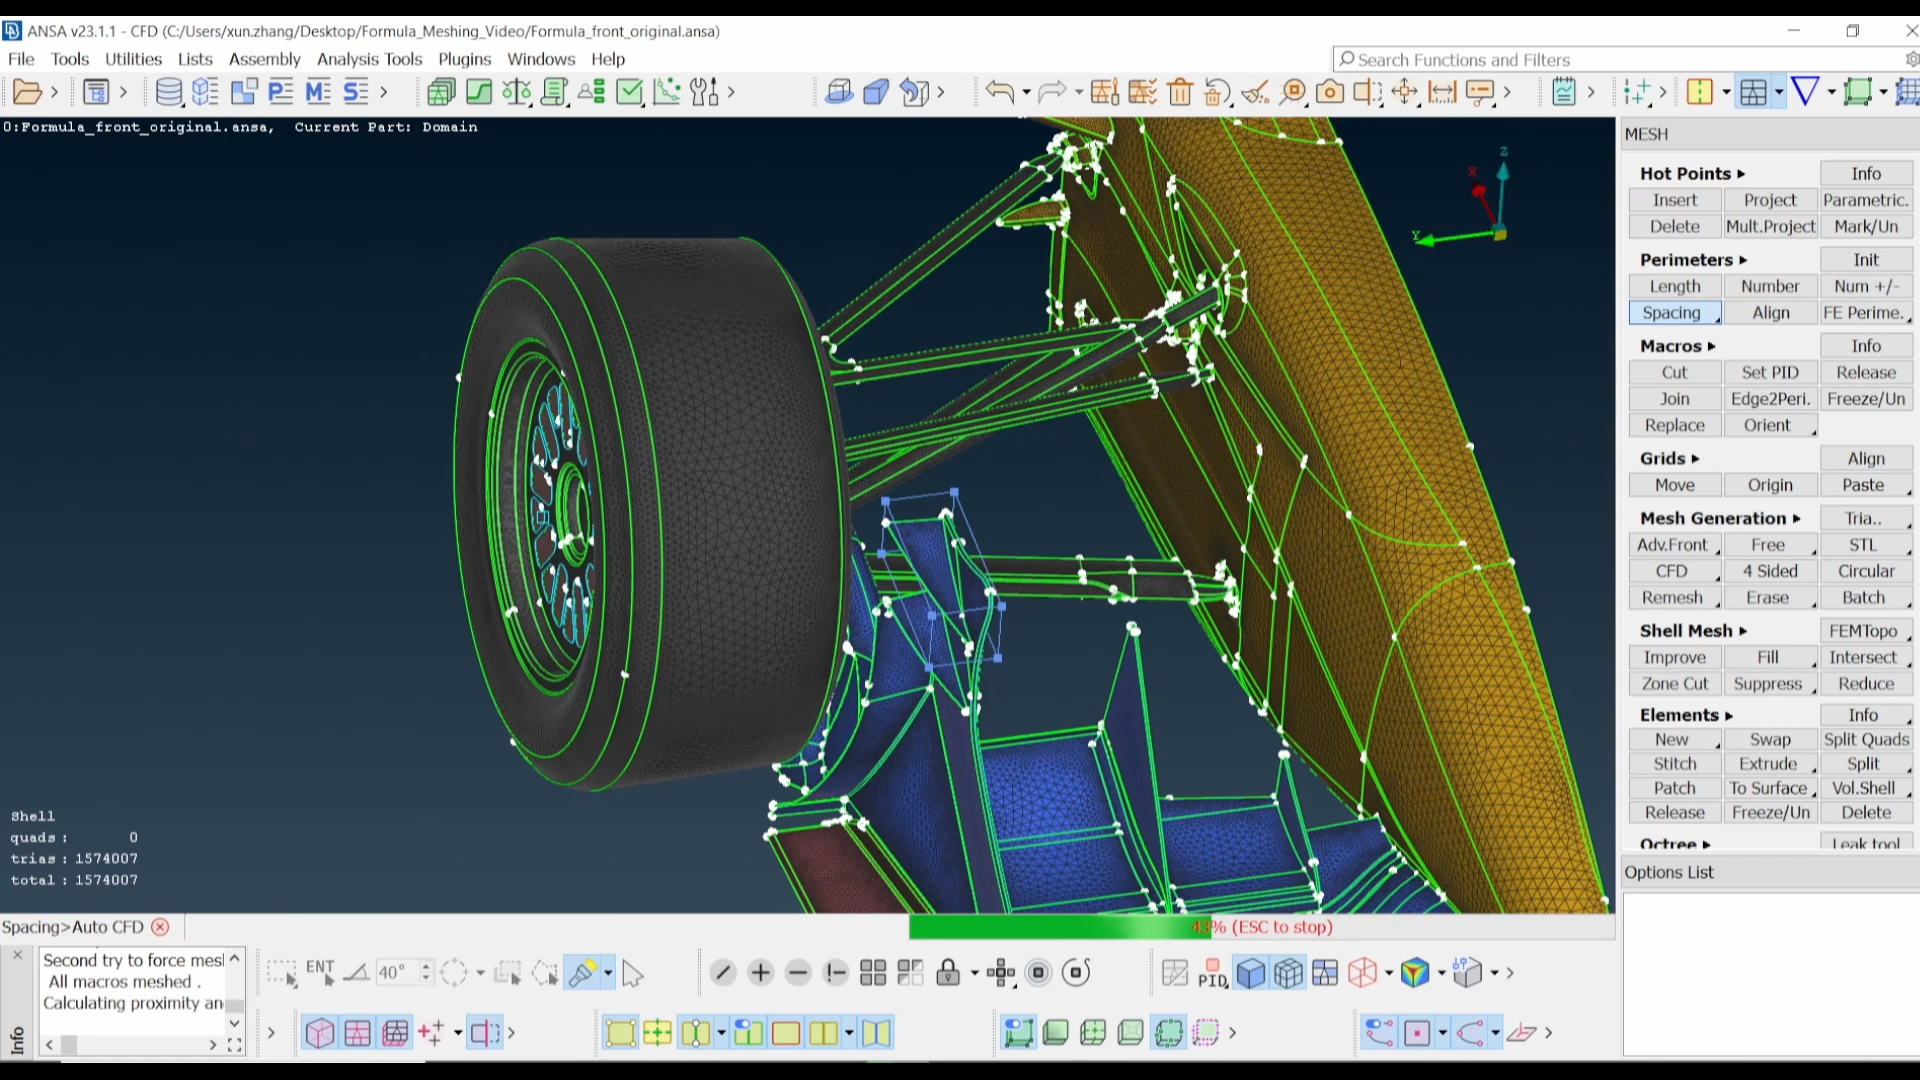 ANSA v23.1.1 - CFD (C:/Users/xun.zhang/Desktop/Formula_Meshing_Video/Formula_front_original.ansa)
File Tools Utilities Lists Assembly Analysis Tools Plugins Windows Help
Search Functions and Filters
P M S
0:Formula_front_original.ansa, Current Part: Domain
MESH
X Y Z
Hot Points Info
Insert Project Parametric.
Delete Mult.Project Mark/Un
Perimeters Init
Length Number Num +/-
Spacing Align FE Perime.
Macros Info
Cut Set PID Release
Join Edge2Peri. Freeze/Un
Replace Orient
Grids Align
Move Origin Paste
Mesh Generation Tria..
Adv.Front Free STL
CFD 4 Sided Circular
Remesh Erase Batch
Shell Mesh FEMTopo
Improve Fill Intersect
Zone Cut Suppress Reduce
Elements Info
New Swap Split Quads
Stitch Extrude Split
Patch To Surface Vol.Shell
Release Freeze/Un Delete
Octree Leak tool
Options List
Shell
quads: 0
trias: 1574007
total: 1574007
Spacing>Auto CFD
43% (ESC to stop)
Second try to force mesl
All macros meshed .
Calculating proximity an
Info
ENT 40° PID